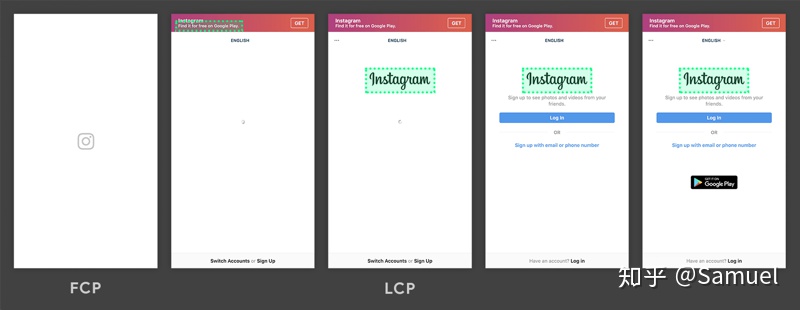 Instagram
Find it for free on Google Play.
GET
ENGLISH
Switch Accounts or Sign Up
Instagram
Find it for free on Google Play.
GET
ENGLISH
Instagram
Switch Accounts or Sign Up
Instagram
Find it for free on Google Play.
GET
ENGLISH
Instagram
Sign up to see photos and videos from your
friends.
Log in
OR
Sign up with email or phone number
Have an account? Log in
Instagram
Find it for free on Google Play.
GET
ENGLISH
Instagram
Sign up to see photos and videos from your
friends.
Log in
OR
Sign up with email or phone number
GET IT ON
Google Play
Have an account? Log in
FCP
LCP
知乎 @Samuel